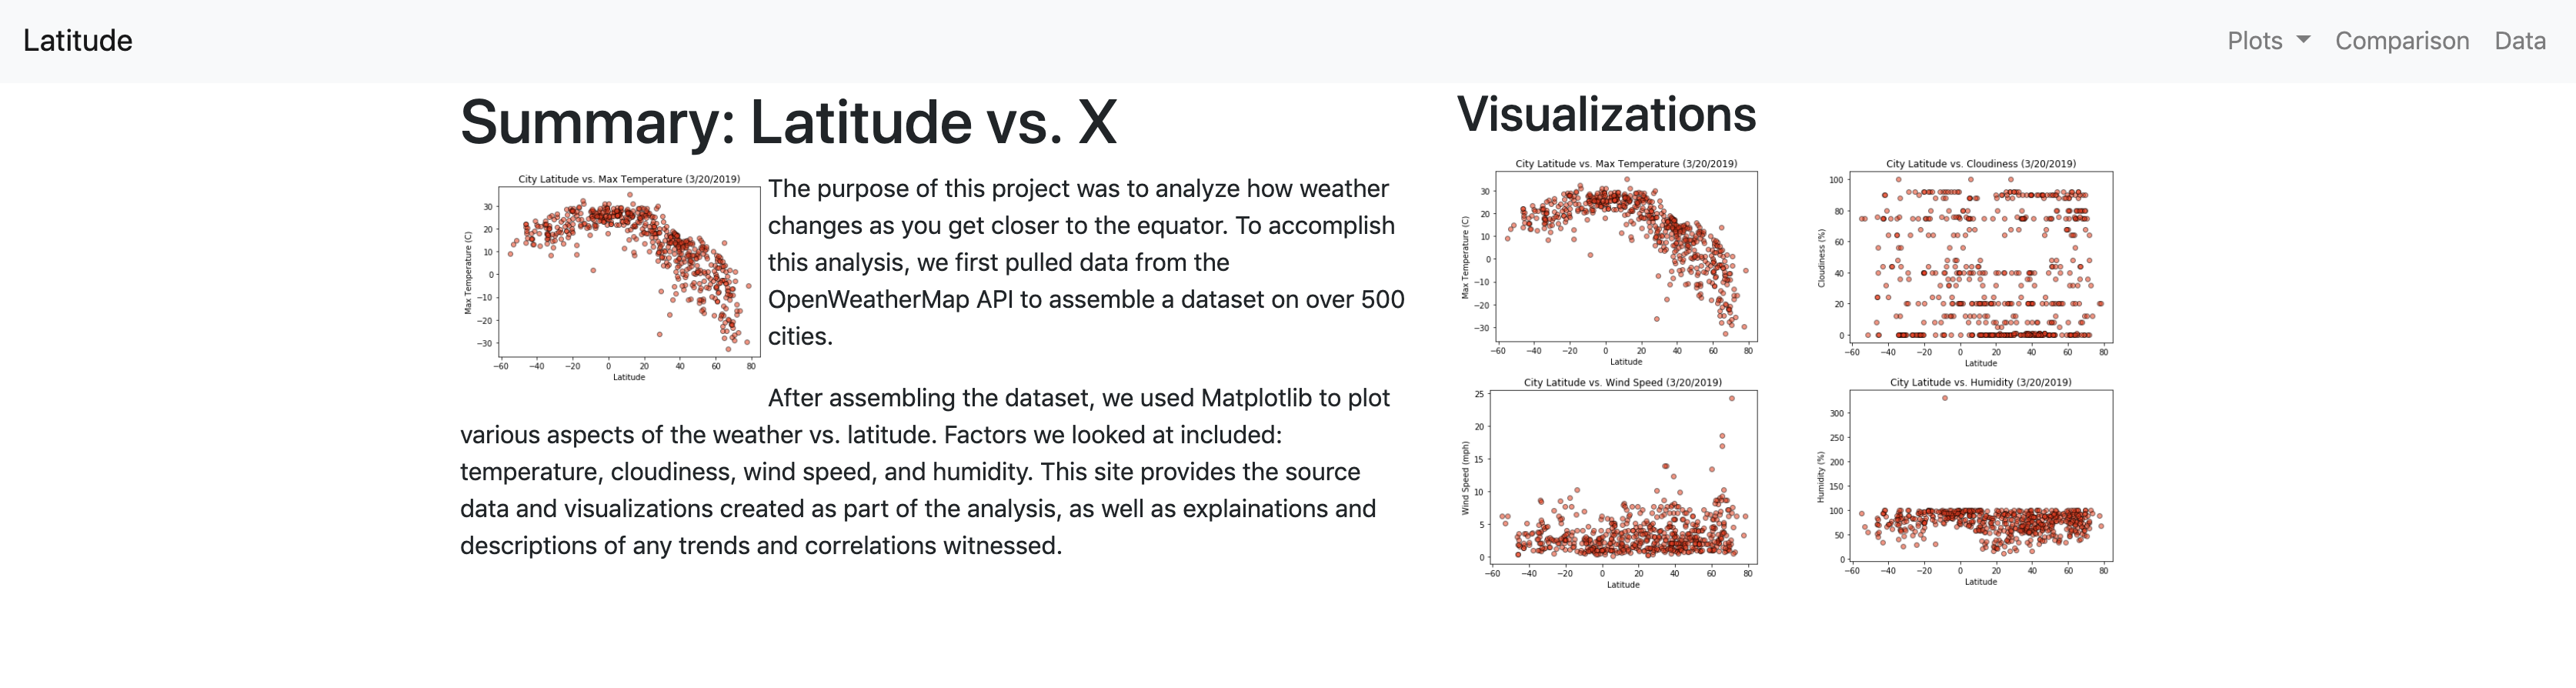 Latitude
Plots Comparison Data
Summary: Latitude vs. X
City Latitude vs. Max Temperature (3/20/2019)
Max Temperature (C)
30
20
10
0
−10
−20
−30
−60 −40 −20 0 20 40 60 80
Latitude
The purpose of this project was to analyze how weather
changes as you get closer to the equator. To accomplish
this analysis, we first pulled data from the
OpenWeatherMap API to assemble a dataset on over 500
cities.
After assembling the dataset, we used Matplotlib to plot
various aspects of the weather vs. latitude. Factors we looked at included:
temperature, cloudiness, wind speed, and humidity. This site provides the source
data and visualizations created as part of the analysis, as well as explainations and
descriptions of any trends and correlations witnessed.
Visualizations
City Latitude vs. Max Temperature (3/20/2019)
Max Temperature (C)
30
20
10
0
−10
−20
−30
−60 −40 −20 0 20 40 60 80
Latitude
City Latitude vs. Cloudiness (3/20/2019)
Cloudiness (%)
100
80
60
40
20
0
−60 −40 −20 0 20 40 60 80
Latitude
City Latitude vs. Wind Speed (3/20/2019)
Wind Speed (mph)
25
20
15
10
5
0
−60 −40 −20 0 20 40 60 80
Latitude
City Latitude vs. Humidity (3/20/2019)
Humidity (%)
300
250
200
150
100
50
0
−60 −40 −20 0 20 40 60 80
Latitude